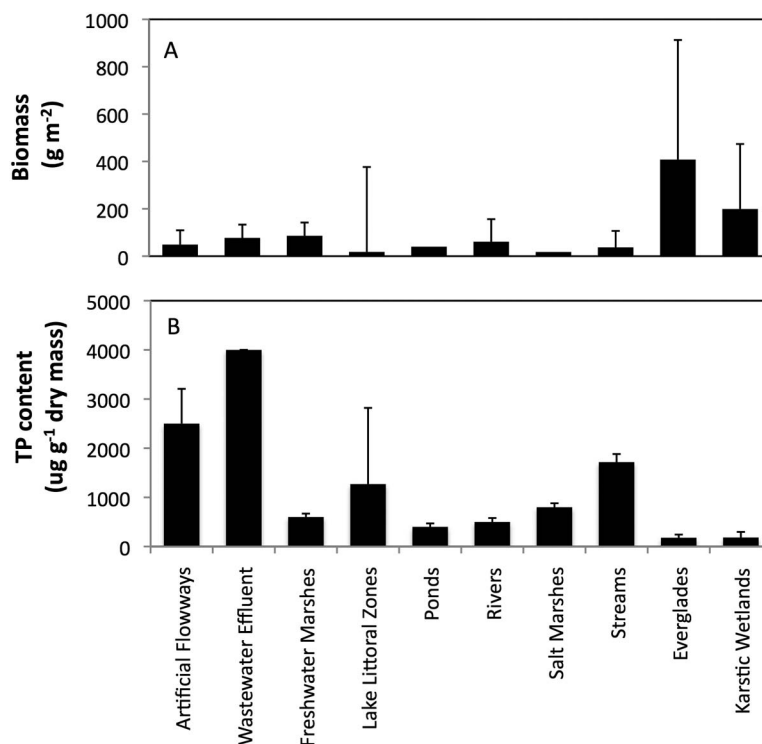 A
Biomass
(g m-2)
1000
800
600
400
200
0
B
TP content
(ug g-1 dry mass)
5000
4000
3000
2000
1000
0
Artificial Flowways
Wastewater Effluent
Freshwater Marshes
Lake Littoral Zones
Ponds
Rivers
Salt Marshes
Streams
Everglades
Karstic Wetlands